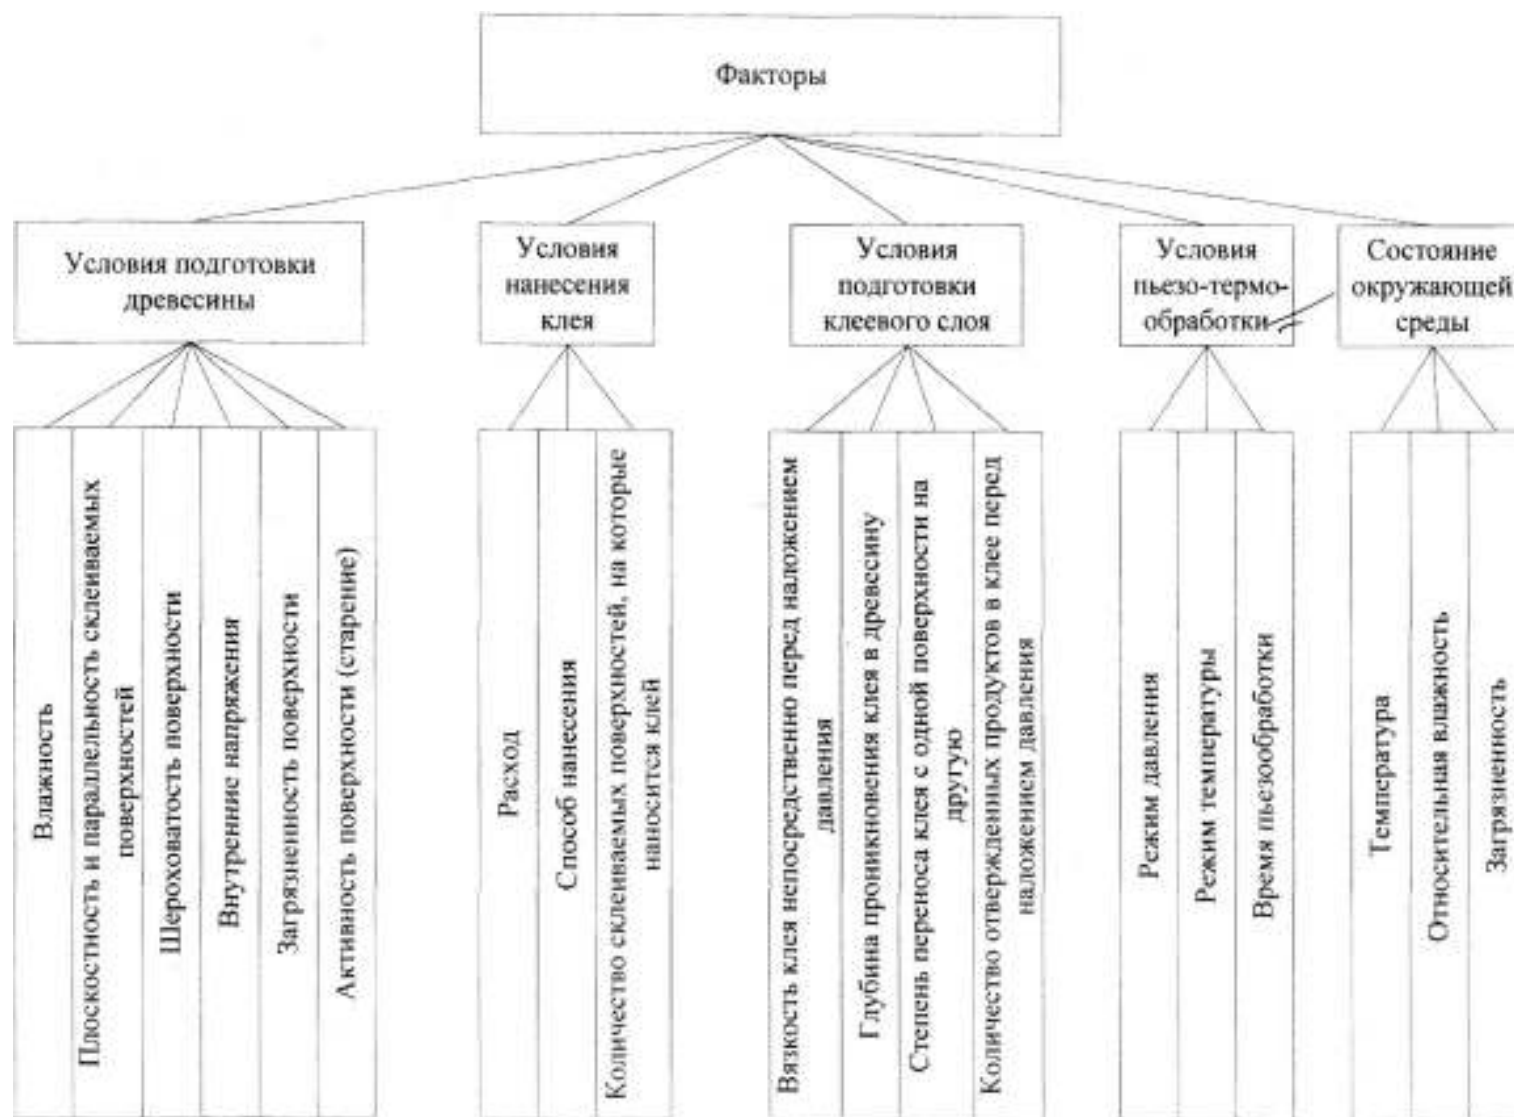 Факторы
Условия подготовки
древесины
Условия
нанесения
клея
Условия
подготовки
клеевого слоя
Условия
пьезо-термо-
обработки
Состояние
окружающей
среды
Влажность
Плоскостность и параллельность склеиваемых
поверхностей
Шероховатость поверхности
Внутренние напряжения
Загрязненность поверхности
Активность поверхности (старение)
Расход
Способ нанесения
Количество склеиваемых поверхностей, на которые
наносится клей
Вязкость клея непосредственно перед наложением
давления
Глубина проникновения клея в древесину
Степень переноса клея с одной поверхности на
другую
Количество отвержденных продуктов в клее перед
наложением давления
Режим давления
Режим температуры
Время пьезообработки
Температура
Относительная влажность
Загрязненность